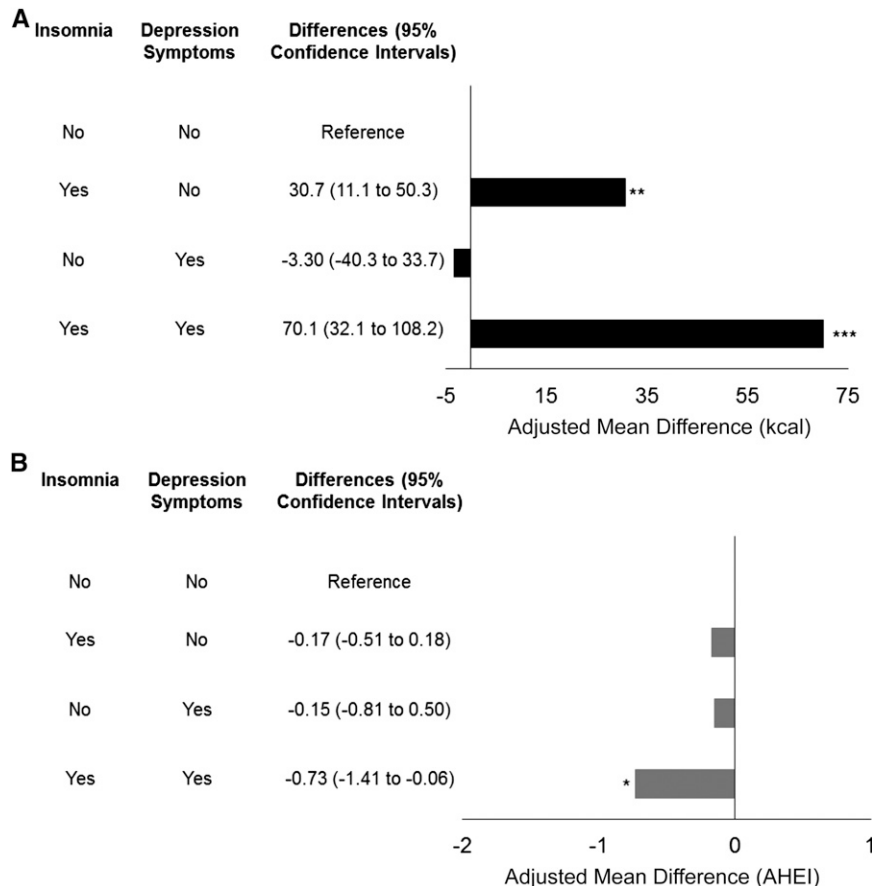 A
Insomnia Depression Symptoms Differences (95% Confidence Intervals)
No No Reference
Yes No 30.7 (11.1 to 50.3) **
No Yes -3.30 (-40.3 to 33.7)
Yes Yes 70.1 (32.1 to 108.2) ***
-5 15 35 55 75
Adjusted Mean Difference (kcal)
B
Insomnia Depression Symptoms Differences (95% Confidence Intervals)
No No Reference
Yes No -0.17 (-0.51 to 0.18)
No Yes -0.15 (-0.81 to 0.50)
Yes Yes -0.73 (-1.41 to -0.06) *
-2 -1 0 1
Adjusted Mean Difference (AHEI)